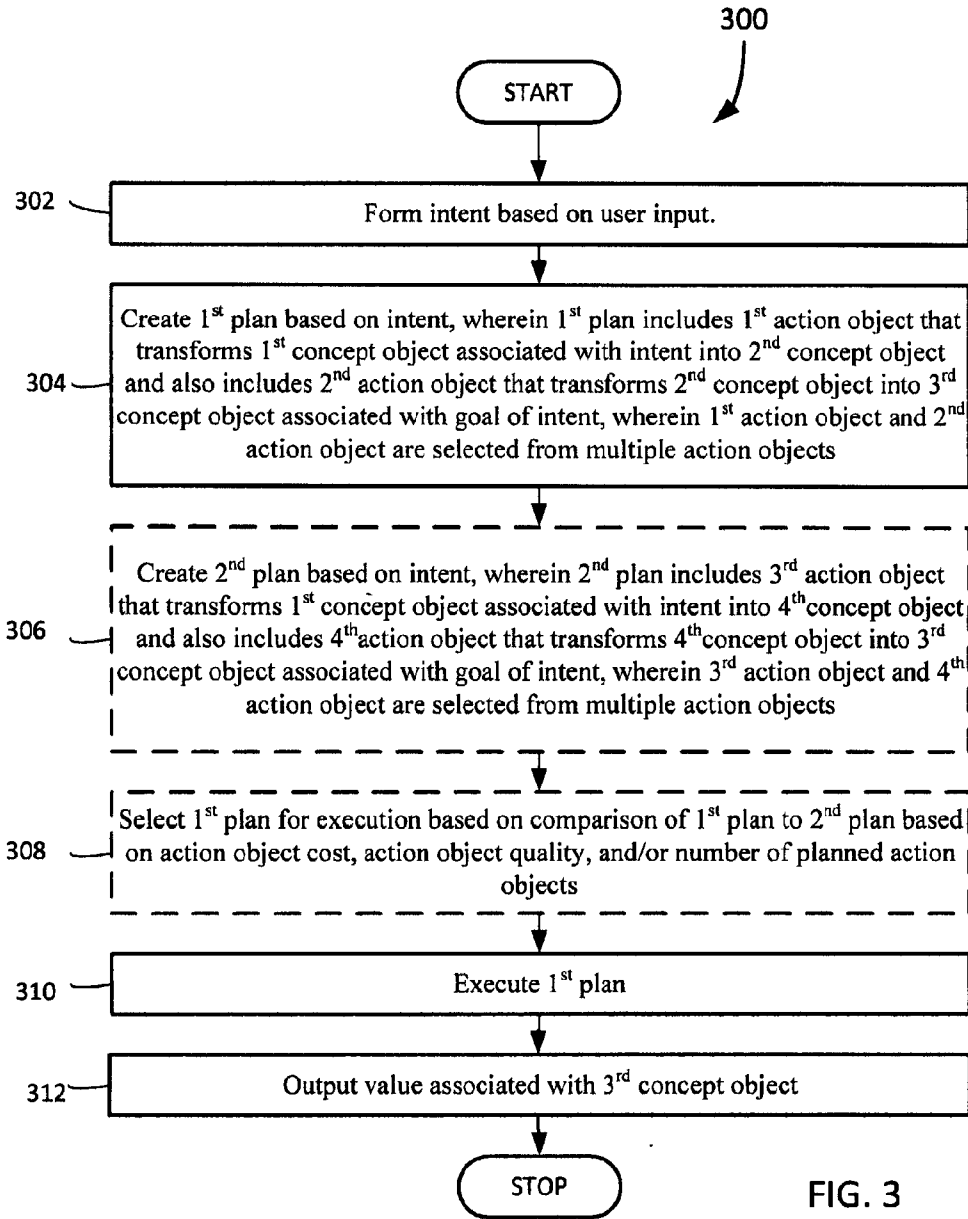 300
START
302
Form intent based on user input.
304
Create 1st plan based on intent, wherein 1st plan includes 1st action object that
transforms 1st concept object associated with intent into 2nd concept object
and also includes 2nd action object that transforms 2nd concept object into 3rd
concept object associated with goal of intent, wherein 1st action object and 2nd
action object are selected from multiple action objects
306
Create 2nd plan based on intent, wherein 2nd plan includes 3rd action object
that transforms 1st concept object associated with intent into 4th concept object
and also includes 4th action object that transforms 4th concept object into 3rd
concept object associated with goal of intent, wherein 3rd action object and 4th
action object are selected from multiple action objects
308
Select 1st plan for execution based on comparison of 1st plan to 2nd plan based
on action object cost, action object quality, and/or number of planned action
objects
310
Execute 1st plan
312
Output value associated with 3rd concept object
STOP
FIG. 3